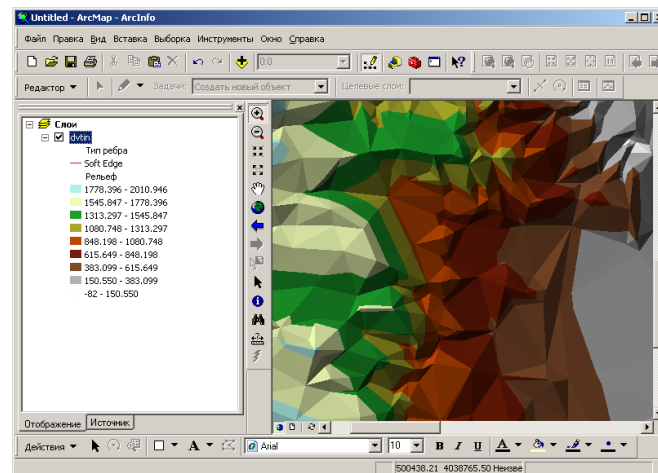 Untitled - ArcMap - ArcInfo
Файл Правка Вид Вставка Выборка Инструменты Окно Справка
0:0
Редактор Задачи: Создать новый объект Целевые слои:
Слои
dvtin
Тип ребра
Soft Edge
Рельеф
1778.396 - 2010.946
1545.847 - 1778.396
1313.297 - 1545.847
1080.748 - 1313.297
848.198 - 1080.748
615.649 - 848.198
383.099 - 615.649
150.550 - 383.099
-82 - 150.550
Отображение Источник
Действия A Arial 10 B I U A
500438.21 4038765.50 Неизве